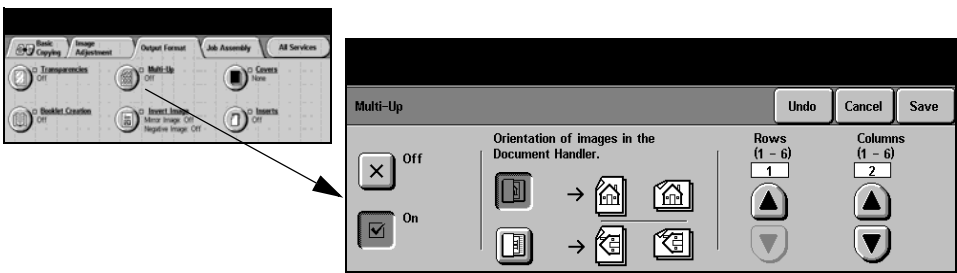 Basic Copying
Image Adjustment
Output Format
Job Assembly
All Services
Transparencies
Off
Multi-Up
Off
Covers
None
Booklet Creation
Off
Invert Image
Mirror Image Off
Negative Image Off
Inserts
Off
Multi-Up
Undo
Cancel
Save
Off
On
Orientation of images in the
Document Handler.
Rows
(1 - 6)
1
Columns
(1 - 6)
2